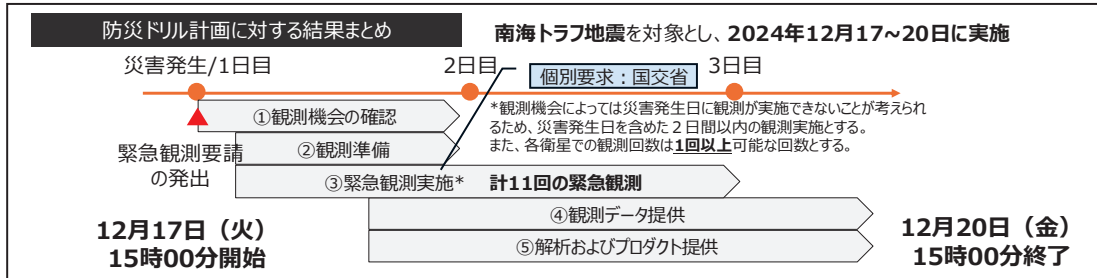 防災ドリル計画に対する結果まとめ
南海トラフ地震を対象とし、2024年12月17~20日に実施
災害発生/1日目
2日目
個別要求：国交省
3日目
①観測機会の確認
*観測機会によっては災害発生日に観測が実施できないことが考えられ
るため、災害発生日を含めた２日間以内の観測実施とする。
また、各衛星での観測回数は1回以上可能な回数とする。
緊急観測要請
の発出
②観測準備
③緊急観測実施* 計11回の緊急観測
④観測データ提供
⑤解析およびプロダクト提供
12月17日（火）
15時00分開始
12月20日（金）
15時00分終了